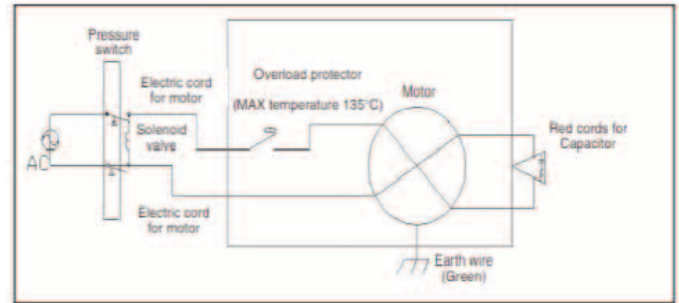 Pressure
switch
Electric cord
for motor
Overload protector
(MAX temperature 135°C)
Motor
Solenoid
valve
Red cords for
Capacitor
AC
Electric cord
for motor
Earth wire
(Green)